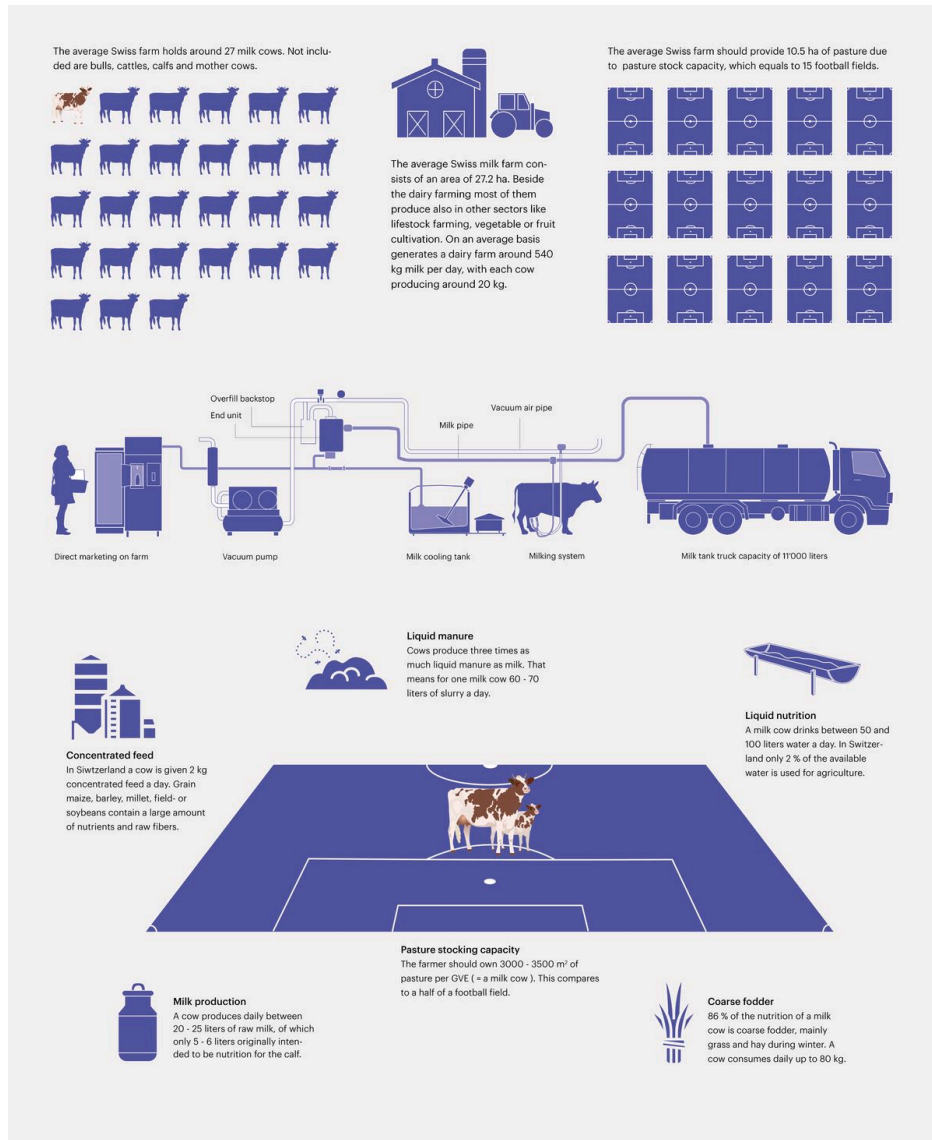 The average Swiss farm holds around 27 milk cows. Not inclu-
ded are bulls, cattles, calfs and mother cows.
The average Swiss milk farm con-
sists of an area of 27.2 ha. Beside
the dairy farming most of them
produce also in other sectors like
lifestock farming, vegetable or fruit
cultivation. On an average basis
generates a dairy farm around 540
kg milk per day, with each cow
producing around 20 kg.
The average Swiss farm should provide 10.5 ha of pasture due
to pasture stock capacity, which equals to 15 football fields.
Overfill backstop
End unit
Milk pipe
Vacuum air pipe
Direct marketing on farm
Vacuum pump
Milk cooling tank
Milking system
Milk tank truck capacity of 11'000 liters
Liquid manure
Cows produce three times as
much liquid manure as milk. That
means for one milk cow 60 - 70
liters of slurry a day.
Liquid nutrition
A milk cow drinks between 50 and
100 liters water a day. In Switzer-
land only 2 % of the available
water is used for agriculture.
Concentrated feed
In Siwtzerland a cow is given 2 kg
concentrated feed a day. Grain
maize, barley, millet, field- or
soybeans contain a large amount
of nutrients and raw fibers.
Pasture stocking capacity
The farmer should own 3000 - 3500 m² of
pasture per GVE ( = a milk cow ). This compares
to a half of a football field.
Milk production
A cow produces daily between
20 - 25 liters of raw milk, of which
only 5 - 6 liters originally inten-
ded to be nutrition for the calf.
Coarse fodder
86 % of the nutrition of a milk
cow is coarse fodder, mainly
grass and hay during winter. A
cow consumes daily up to 80 kg.